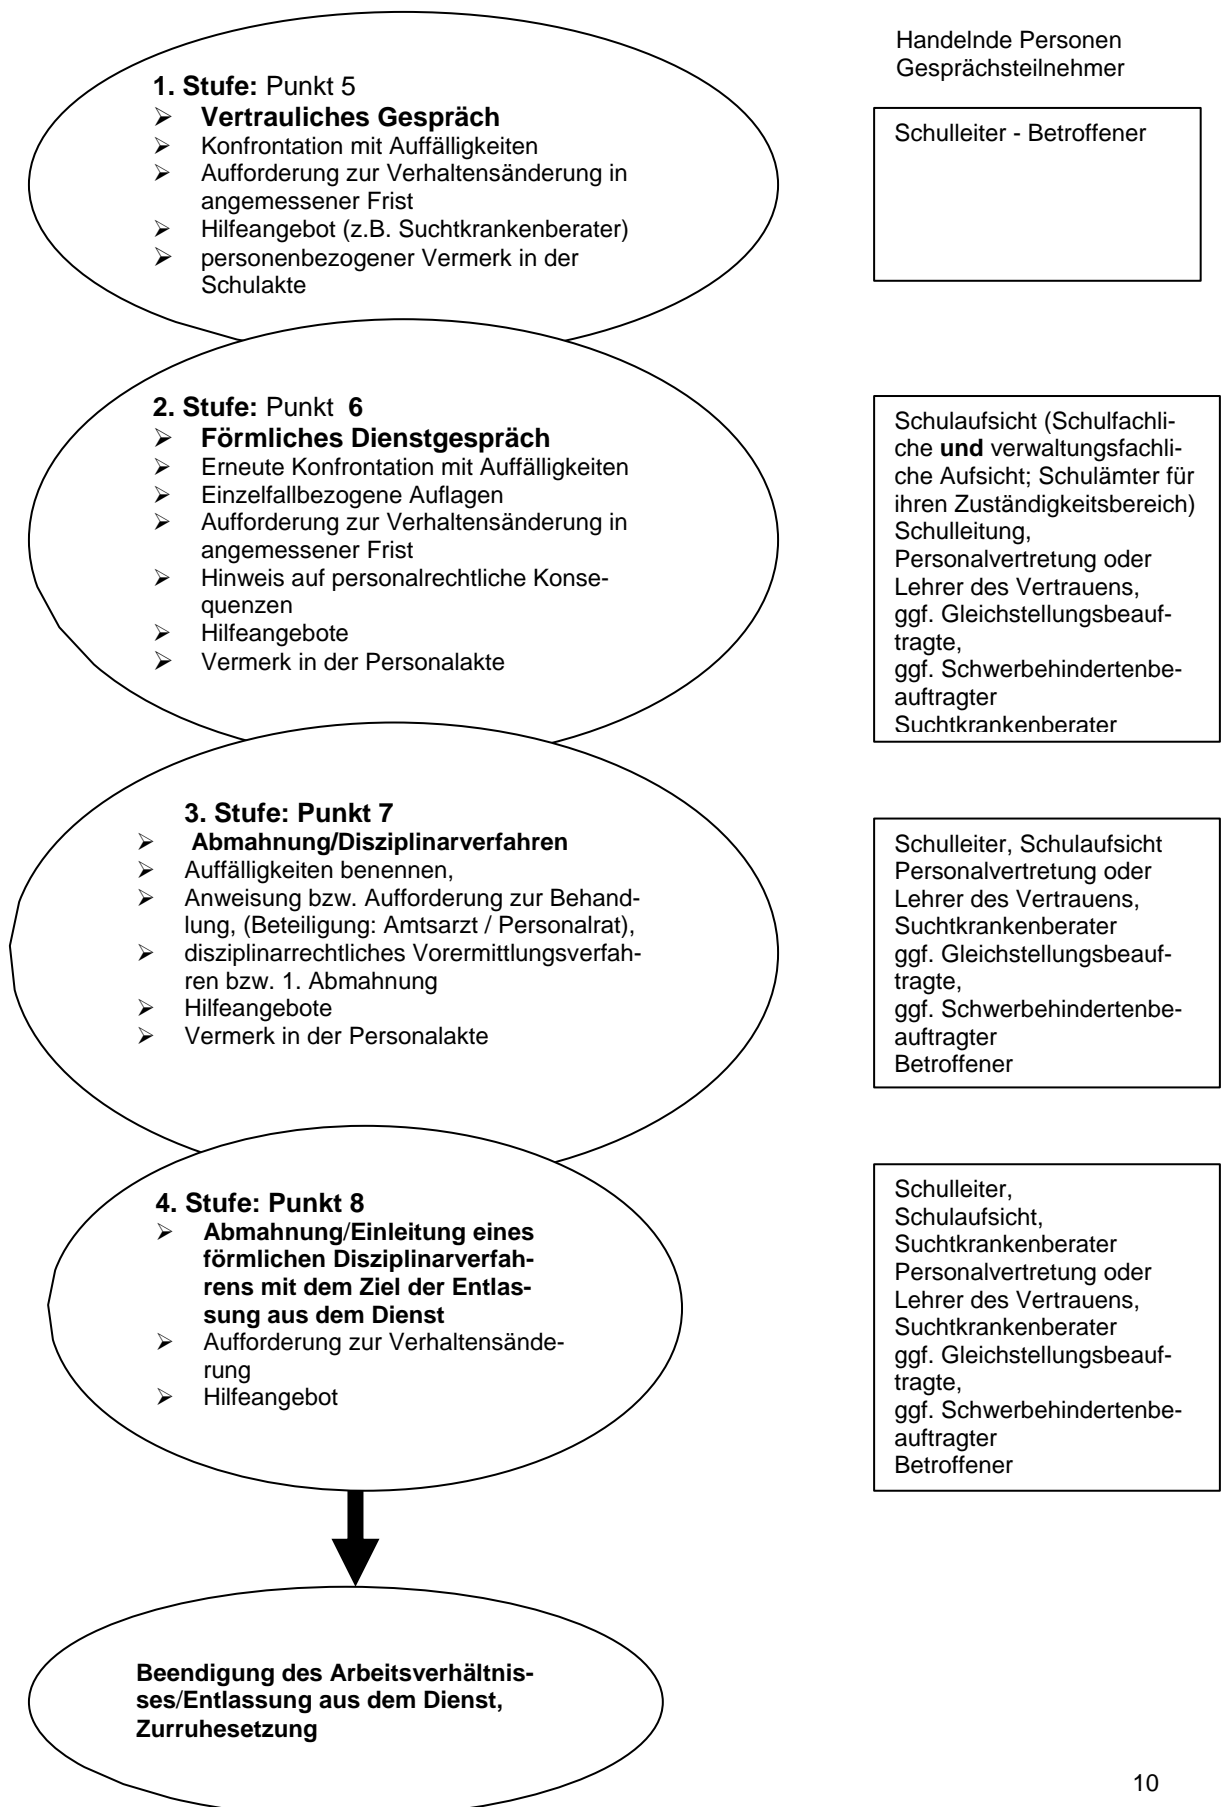 Handelnde Personen
Gesprächsteilnehmer
1. Stufe: Punkt 5
➢ Vertrauliches Gespräch
➢ Konfrontation mit Auffälligkeiten
➢ Aufforderung zur Verhaltensänderung in
angemessener Frist
➢ Hilfeangebot (z.B. Suchtkrankenberater)
➢ personenbezogener Vermerk in der
Schulakte
Schulleiter - Betroffener
2. Stufe: Punkt 6
➢ Förmliches Dienstgespräch
➢ Erneute Konfrontation mit Auffälligkeiten
➢ Einzelfallbezogene Auflagen
➢ Aufforderung zur Verhaltensänderung in
angemessener Frist
➢ Hinweis auf personalrechtliche Konse-
quenzen
➢ Hilfeangebote
➢ Vermerk in der Personalakte
Schulaufsicht (Schulfachli-
che und verwaltungsfachli-
che Aufsicht; Schulämter für
ihren Zuständigkeitsbereich)
Schulleitung,
Personalvertretung oder
Lehrer des Vertrauens,
ggf. Gleichstellungsbeauf-
tragte,
ggf. Schwerbehindertenbe-
auftragter
Suchtkrankenberater
3. Stufe: Punkt 7
➢ Abmahnung/Disziplinarverfahren
➢ Auffälligkeiten benennen,
➢ Anweisung bzw. Aufforderung zur Behand-
lung, (Beteiligung: Amtsarzt / Personalrat),
➢ disziplinarrechtliches Vorermittlungsverfah-
ren bzw. 1. Abmahnung
➢ Hilfeangebote
➢ Vermerk in der Personalakte
Schulleiter, Schulaufsicht
Personalvertretung oder
Lehrer des Vertrauens,
Suchtkrankenberater
ggf. Gleichstellungsbeauf-
tragte,
ggf. Schwerbehindertenbe-
auftragter
Betroffener
4. Stufe: Punkt 8
➢ Abmahnung/Einleitung eines
förmlichen Disziplinarverfah-
rens mit dem Ziel der Entlas-
sung aus dem Dienst
➢ Aufforderung zur Verhaltensände-
rung
➢ Hilfeangebot
Schulleiter,
Schulaufsicht,
Suchtkrankenberater
Personalvertretung oder
Lehrer des Vertrauens,
Suchtkrankenberater
ggf. Gleichstellungsbeauf-
tragte,
ggf. Schwerbehindertenbe-
auftragter
Betroffener
Beendigung des Arbeitsverhältnis-
ses/Entlassung aus dem Dienst,
Zurruhesetzung
10